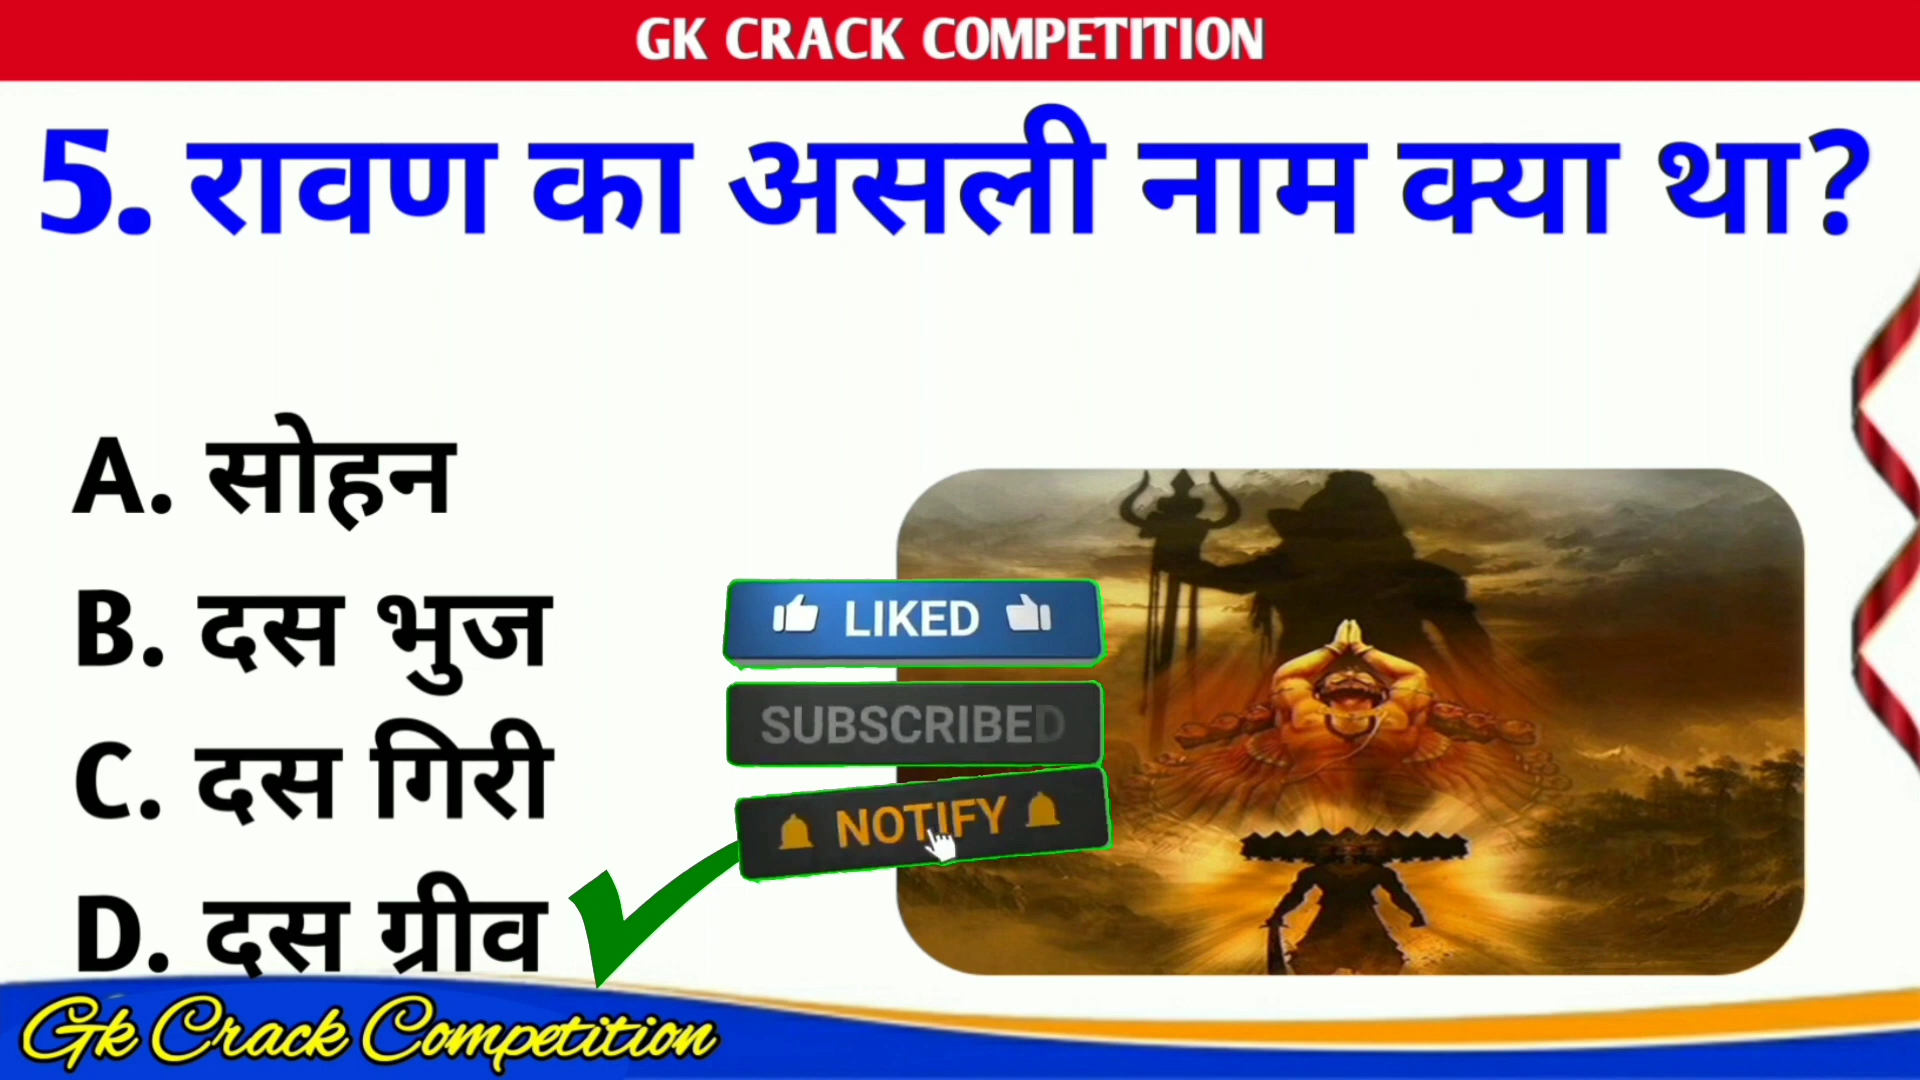 GK CRACK COMPETITION
5. रावण का असली नाम क्या था?
A. सोहन
B. दस भुज
C. दस गिरी
D. दस ग्रीव
LIKED
SUBSCRIBED
NOTIFY
Gk Crack Competition